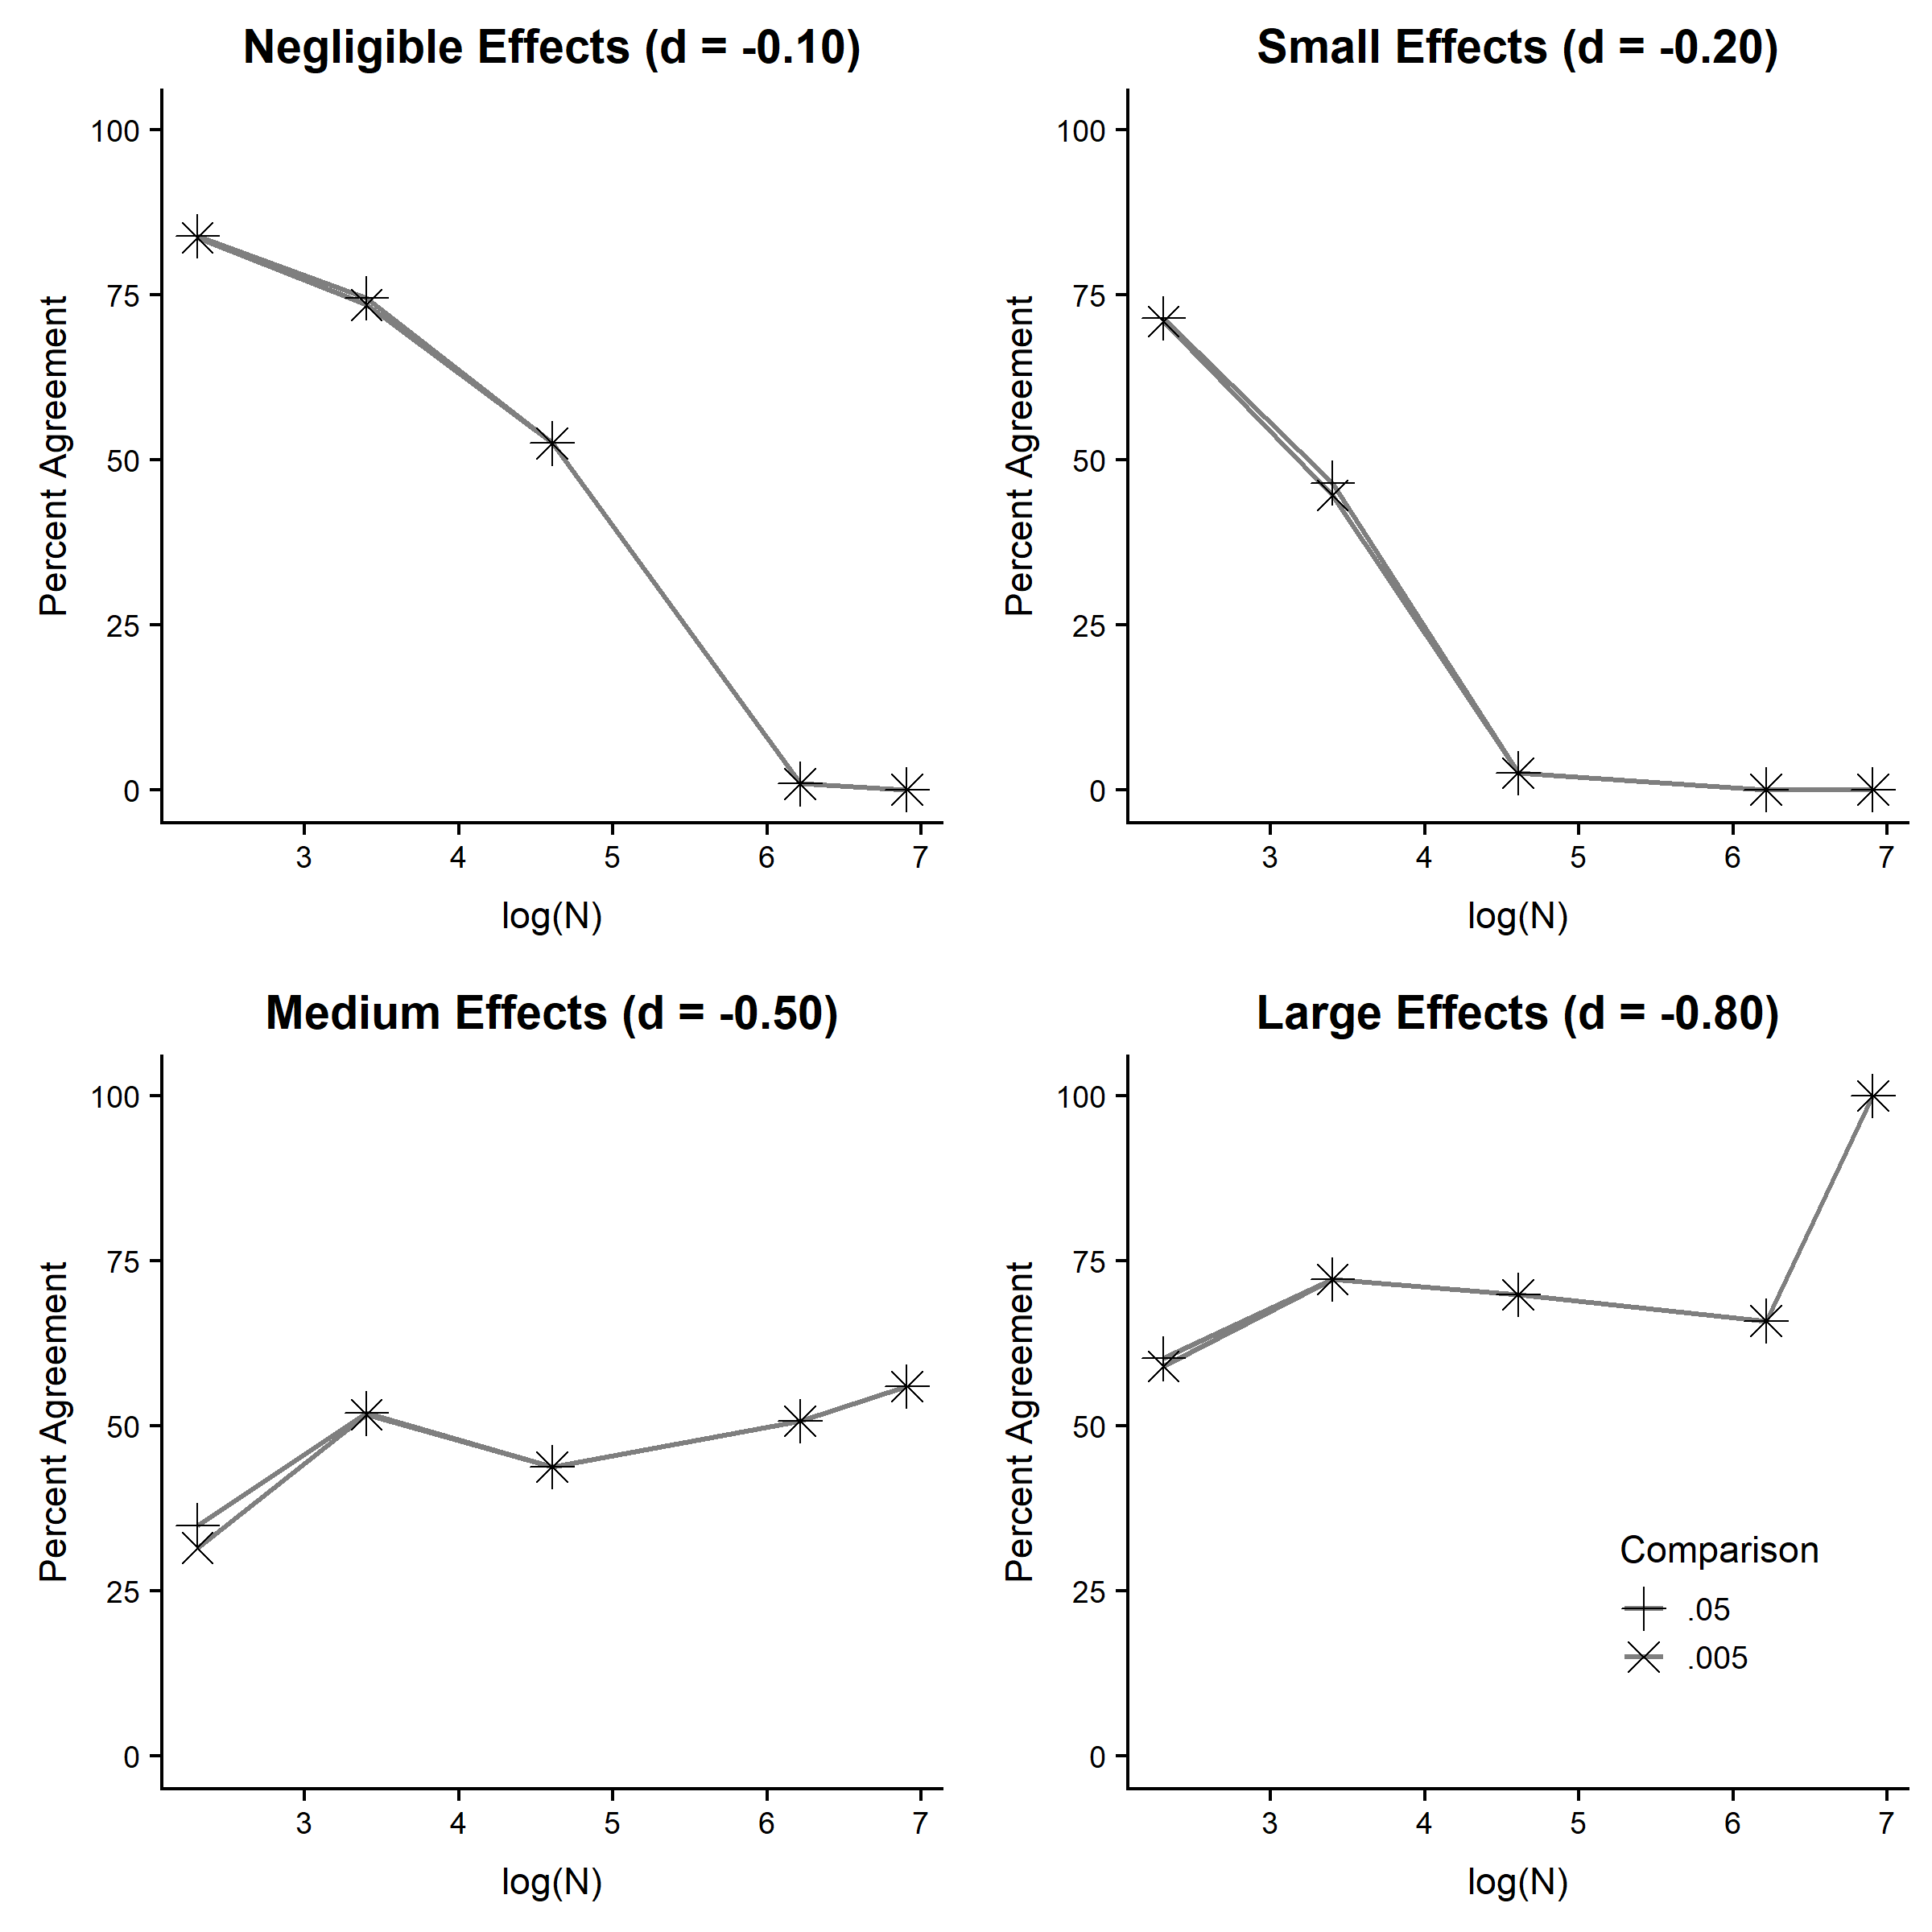 Negligible Effects (d = -0.10)
100
75
50
25
0
Percent Agreement
3 4 5 6 7
log(N)
Small Effects (d = -0.20)
100
75
50
25
0
Percent Agreement
3 4 5 6 7
log(N)
Medium Effects (d = -0.50)
100
75
50
25
0
Percent Agreement
3 4 5 6 7
log(N)
Large Effects (d = -0.80)
100
75
50
25
0
Percent Agreement
Comparison
.05
.005
3 4 5 6 7
log(N)